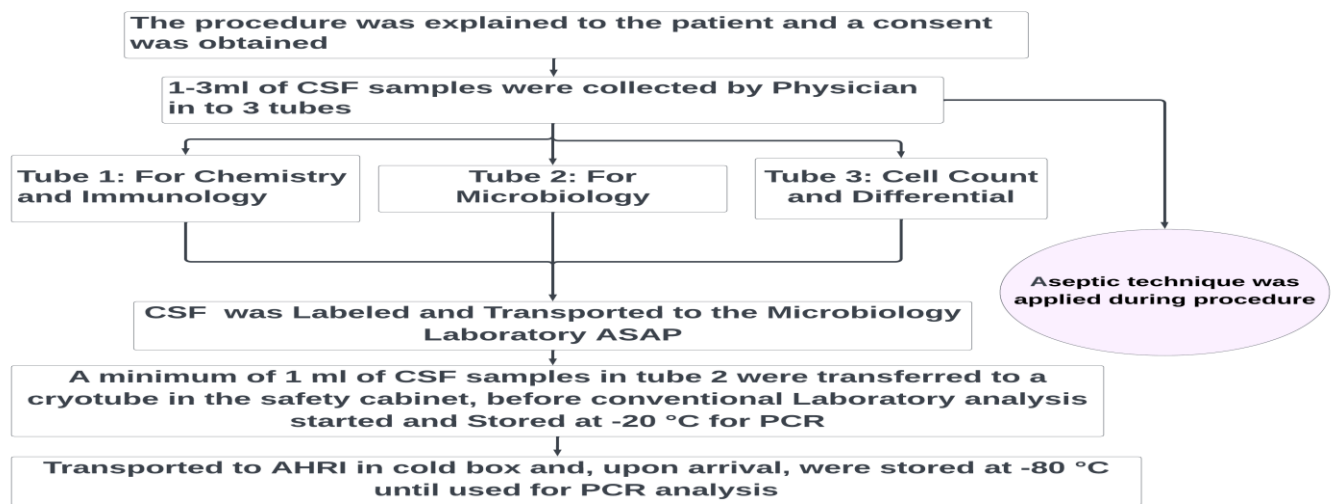 The procedure was explained to the patient and a consent
was obtained
1-3ml of CSF samples were collected by Physician
in to 3 tubes
Tube 1: For Chemistry
and Immunology
Tube 2: For
Microbiology
Tube 3: Cell Count
and Differential
Aseptic technique was
applied during procedure
CSF was Labeled and Transported to the Microbiology
Laboratory ASAP
A minimum of 1 ml of CSF samples in tube 2 were transferred to a
cryotube in the safety cabinet, before conventional Laboratory analysis
started and Stored at -20 °C for PCR
Transported to AHRI in cold box and, upon arrival, were stored at -80 °C
until used for PCR analysis